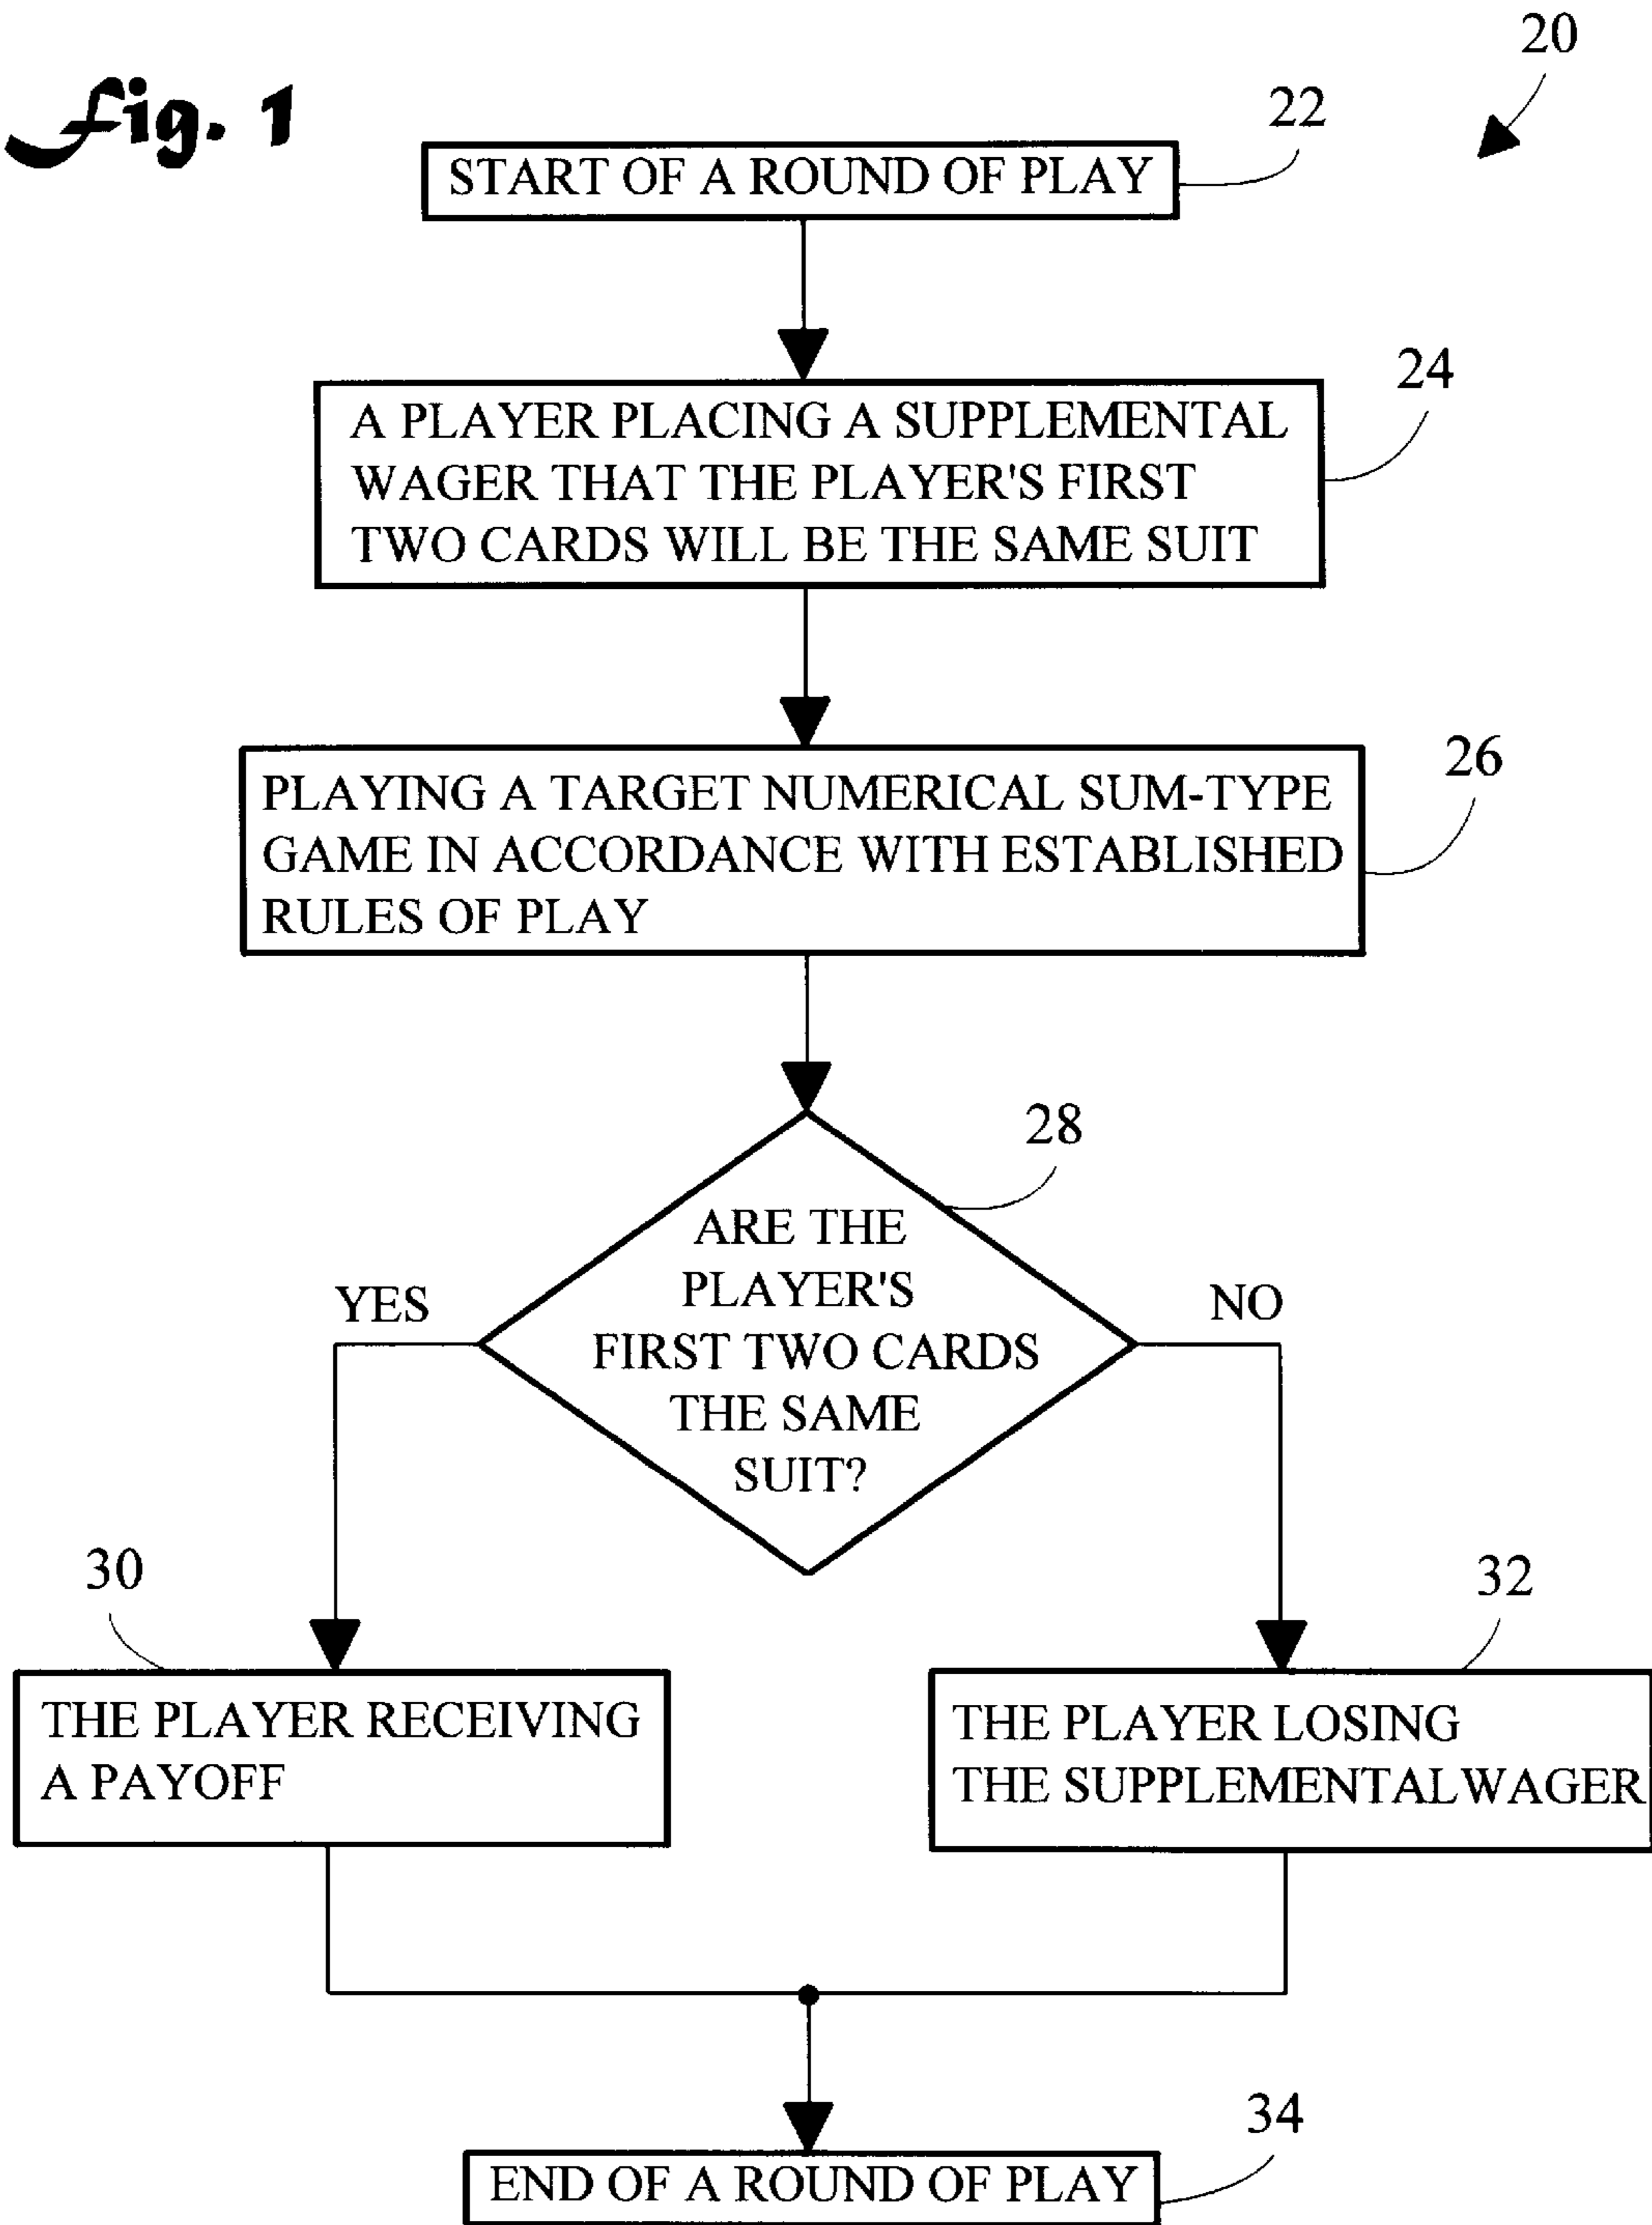 Fig. 1
20
22
START OF A ROUND OF PLAY
24
A PLAYER PLACING A SUPPLEMENTAL
WAGER THAT THE PLAYER'S FIRST
TWO CARDS WILL BE THE SAME SUIT
26
PLAYING A TARGET NUMERICAL SUM-TYPE
GAME IN ACCORDANCE WITH ESTABLISHED
RULES OF PLAY
28
ARE THE
PLAYER'S
FIRST TWO CARDS
THE SAME
SUIT?
YES
NO
30
THE PLAYER RECEIVING
A PAYOFF
32
THE PLAYER LOSING
THE SUPPLEMENTALWAGER
34
END OF A ROUND OF PLAY